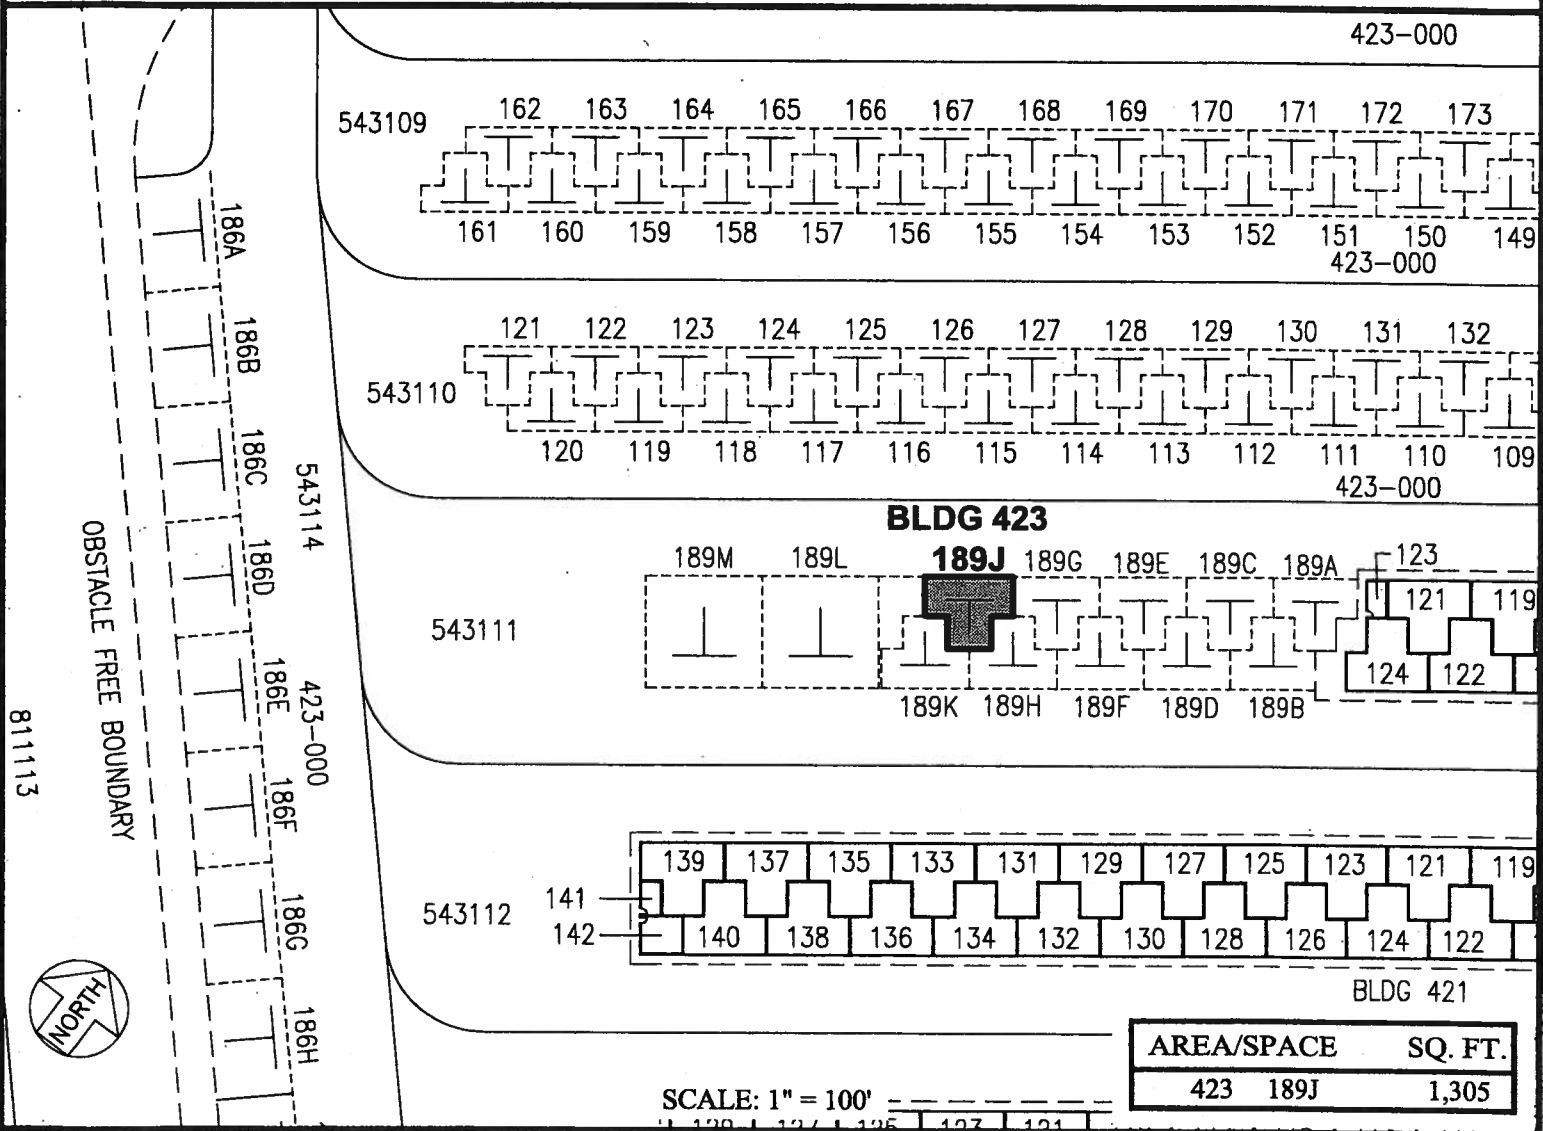 423-000
543109
162 163 164 165 166 167 168 169 170 171 172 173
161 160 159 158 157 156 155 154 153 152 151 150 149
423-000
186A
186B
186C
186D
186E
186F
186G
186H
543110
121 122 123 124 125 126 127 128 129 130 131 132
120 119 118 117 116 115 114 113 112 111 110 109
423-000
543114
423-000
OBSTACLE FREE BOUNDARY
811113
BLDG 423
189M 189L 189J 189G 189E 189C 189A 123
543111
121 119
124 122
189K 189H 189F 189D 189B
543112
139 137 135 133 131 129 127 125 123 121 119
141
142
140 138 136 134 132 130 128 126 124 122
BLDG 421
NORTH
AREA/SPACE SQ. FT.
423 189J 1,305
SCALE: 1" = 100'